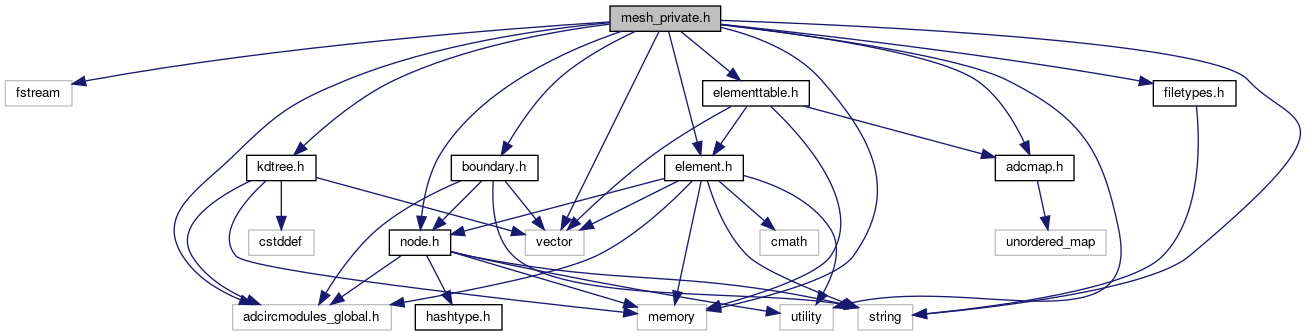 mesh_private.h
fstream
elementtable.h
filetypes.h
kdtree.h
boundary.h
element.h
adcmap.h
cstddef
node.h
vector
cmath
unordered_map
adcircmodules_global.h
hashtype.h
memory
utility
string